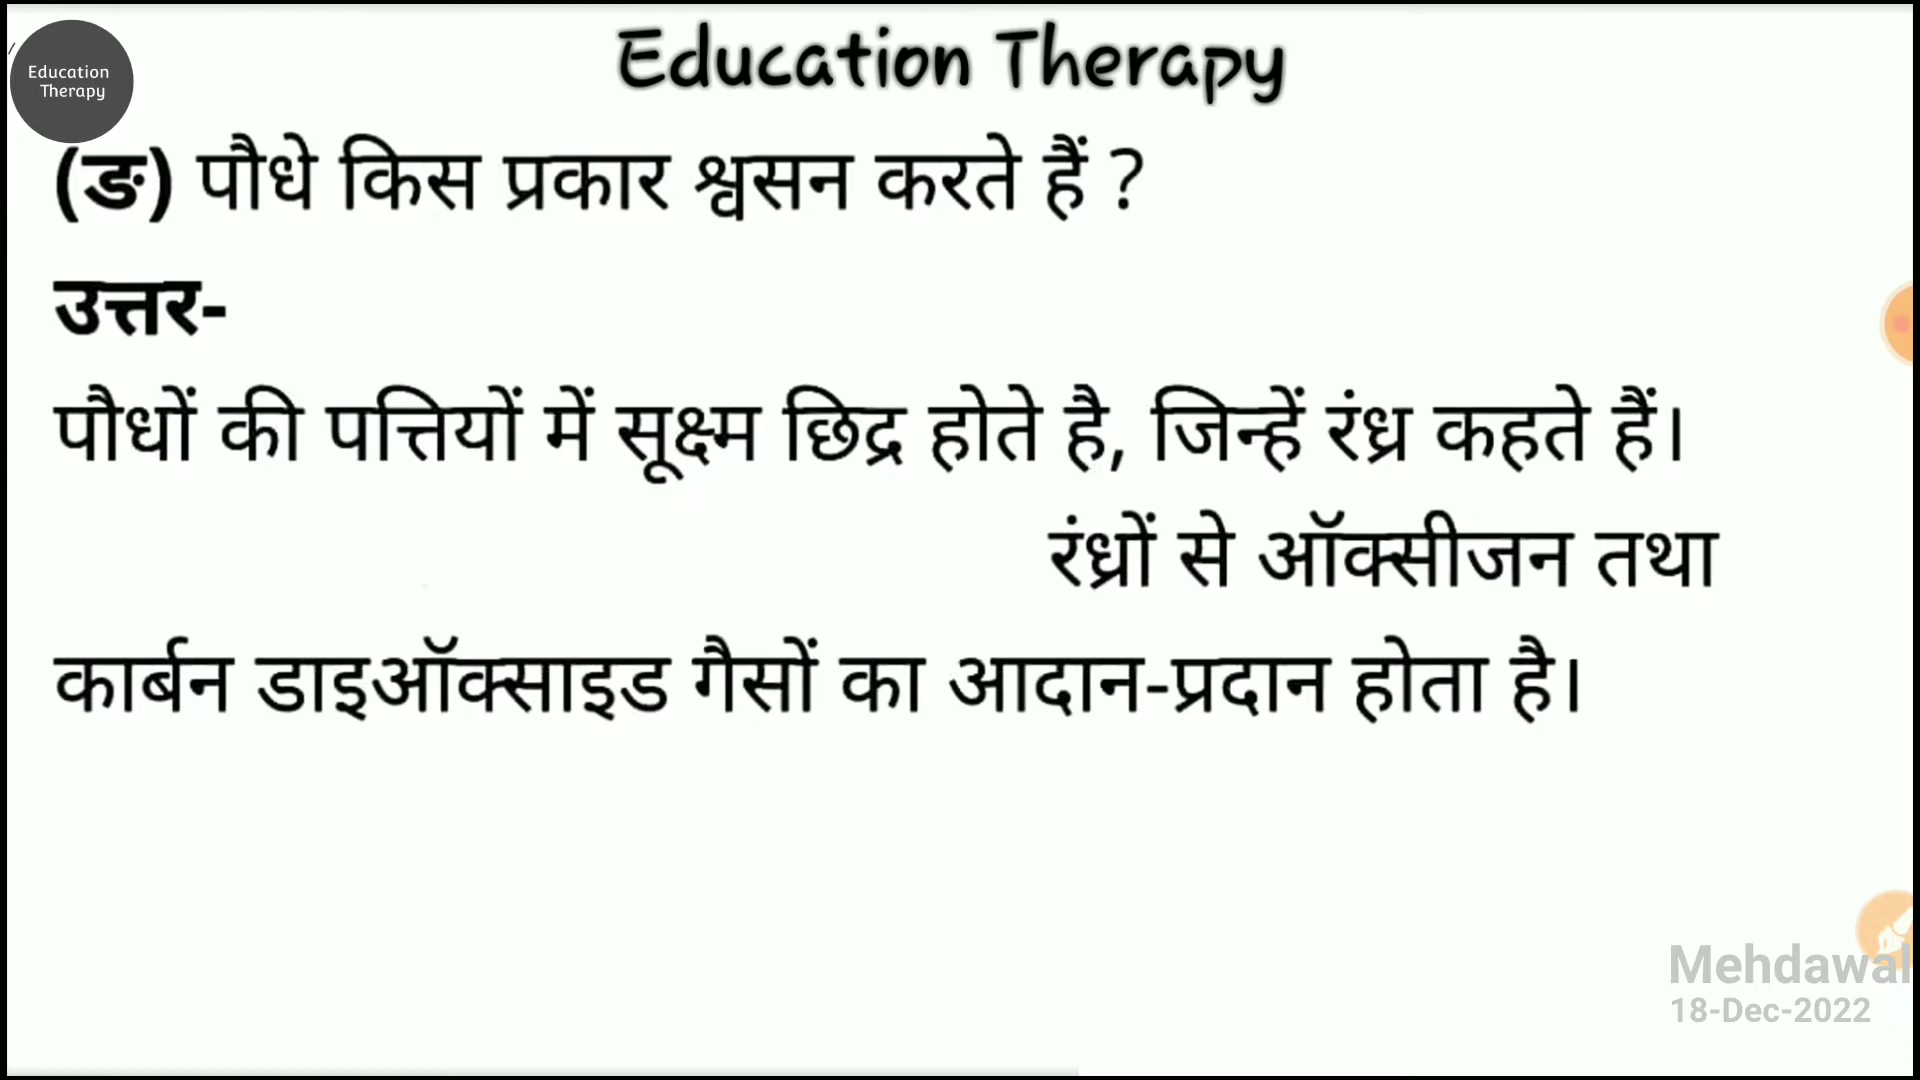 Education Therapy
Education
Therapy
(ङ) पौधे किस प्रकार श्वसन करते हैं ?
उत्तर-
पौधों की पत्तियों में सूक्ष्म छिद्र होते है, जिन्हें रंध्र कहते हैं।
रंध्रों से ऑक्सीजन तथा
कार्बन डाइऑक्साइड गैसों का आदान-प्रदान होता है।
Mehdawal
18-Dec-2022